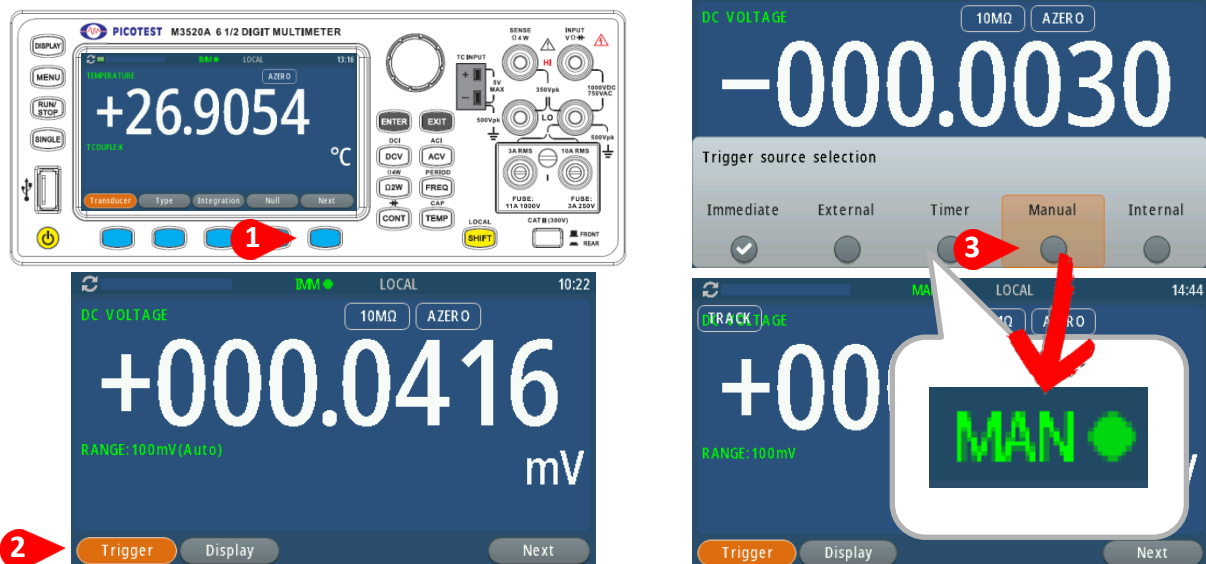 PICOTEST M3520A 6 1/2 DIGIT MULTIMETER
DISPLAY
MENU
RUN/
STOP
SINGLE
IMM LOCAL 13:16
TEMPERATURE AZERO
+26.9054
TCOUPLE:K
°C
Transducer Type Integration Null Next
1
ENTER EXIT
DCI ACI
DCV ACV
Ω4W PERIOD
Ω2W FREQ
CAP
CONT TEMP
LOCAL
SHIFT
TC INPUT
+
−
5V
MAX
500Vpk
SENSE
Ω 4 W
INPUT
V Ω
HI
350Vpk
1000VDC
750VAC
LO
500Vpk
3A RMS 10A RMS
I
FUSE:
11A 1000V
FUSE:
3A 250V
CAT II (300V)
FRONT
REAR
IMM LOCAL 10:22
DC VOLTAGE 10MΩ AZERO
+000.0416
RANGE:100mV(Auto)
mV
2
Trigger Display Next
DC VOLTAGE 10MΩ AZERO
−000.0030
Trigger source selection
Immediate External Timer Manual Internal
3
LOCAL 14:44
TRACK
+00
MAN
RANGE:100mV
Trigger Display Next